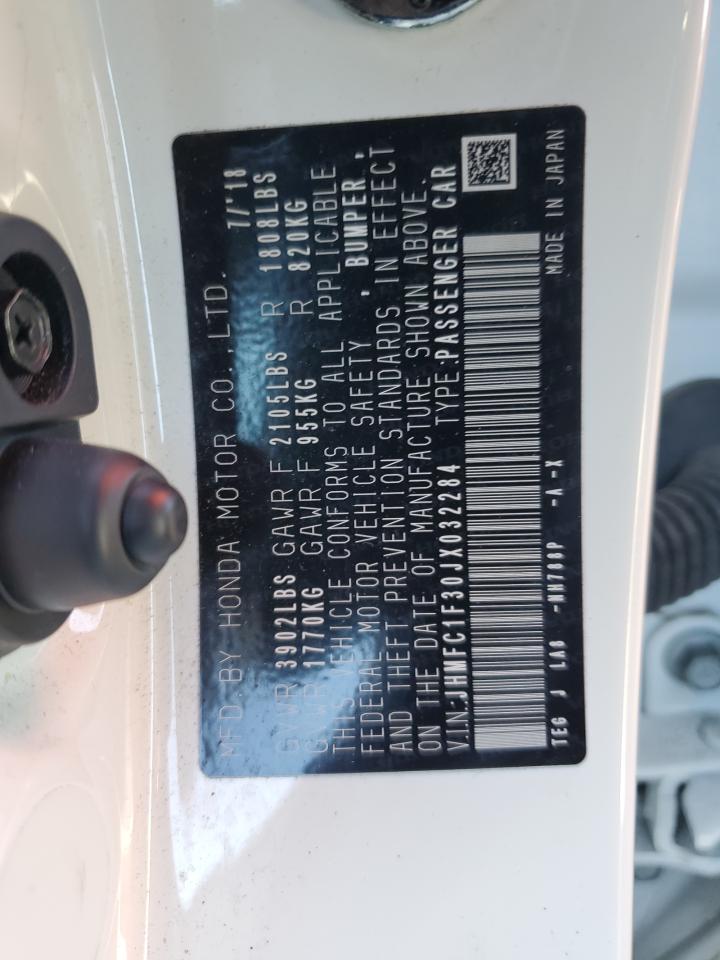 MFD.BY HONDA MOTOR CO.,LTD. 7/'18
GVWR 3902LBS GAWR F 2105LBS R 1808LBS
GVWR 1770KG GAWR F 955KG R 820KG
THIS VEHICLE CONFORMS TO ALL APPLICABLE
FEDERAL MOTOR VEHICLE SAFETY , BUMPER ,
AND THEFT PREVENTION STANDARDS IN EFFECT
ON THE DATE OF MANUFACTURE SHOWN ABOVE.
V.I.N:JHMFC1F30JX032284 TYPE:PASSENGER CAR
TEG J LA0 -NH788P -A-X MADE IN JAPAN